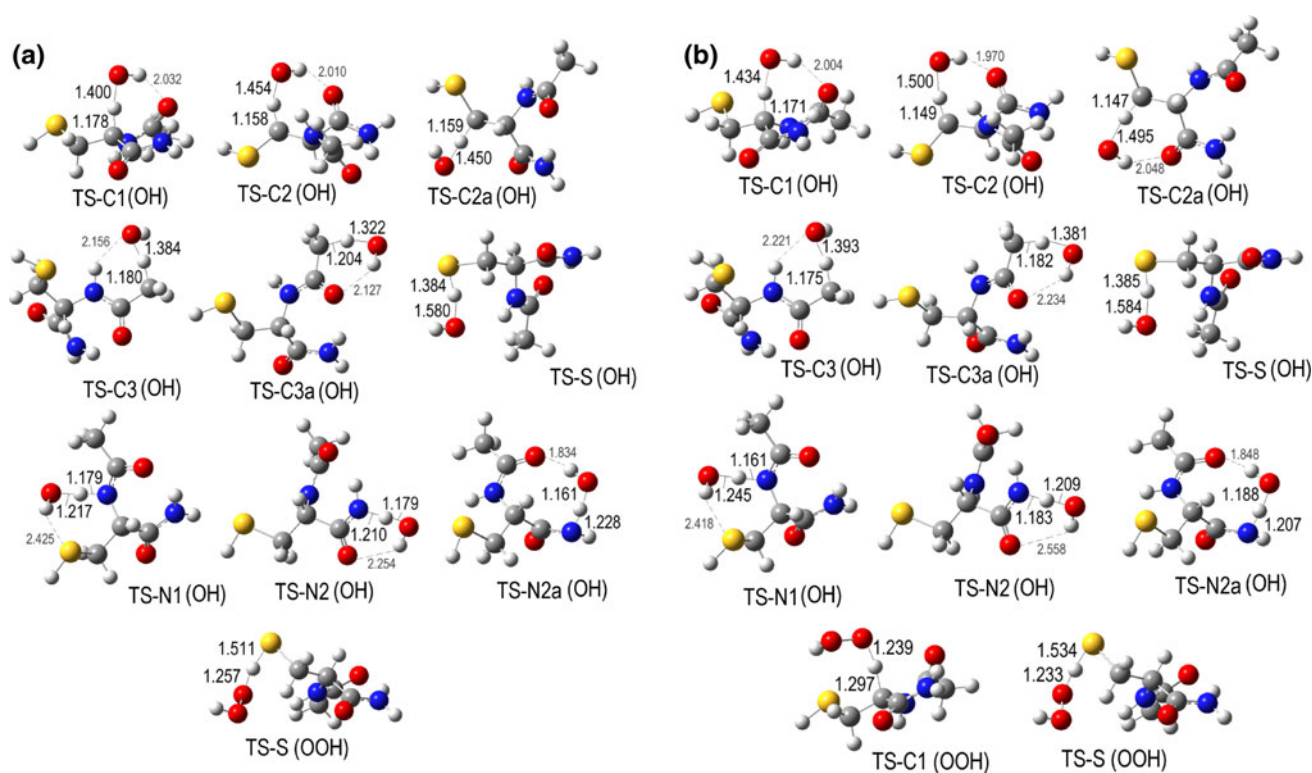 (a)
1.400
2.032
1.178
TS-C1 (OH)
1.454
2.010
1.158
TS-C2 (OH)
1.159
1.450
TS-C2a (OH)
2.156
1.384
1.180
TS-C3 (OH)
1.322
1.204
2.127
TS-C3a (OH)
1.384
1.580
TS-S (OH)
1.179
1.217
2.425
TS-N1 (OH)
1.179
1.210
2.254
TS-N2 (OH)
1.834
1.161
1.228
TS-N2a (OH)
1.511
1.257
TS-S (OOH)
(b)
1.434
2.004
1.171
TS-C1 (OH)
1.970
1.500
1.149
TS-C2 (OH)
1.147
1.495
2.048
TS-C2a (OH)
2.221
1.393
1.175
TS-C3 (OH)
1.381
1.182
2.234
TS-C3a (OH)
1.385
1.584
TS-S (OH)
1.161
1.245
2.418
TS-N1 (OH)
1.209
1.183
2.558
TS-N2 (OH)
1.848
1.188
1.207
TS-N2a (OH)
1.239
1.297
TS-C1 (OOH)
1.534
1.233
TS-S (OOH)